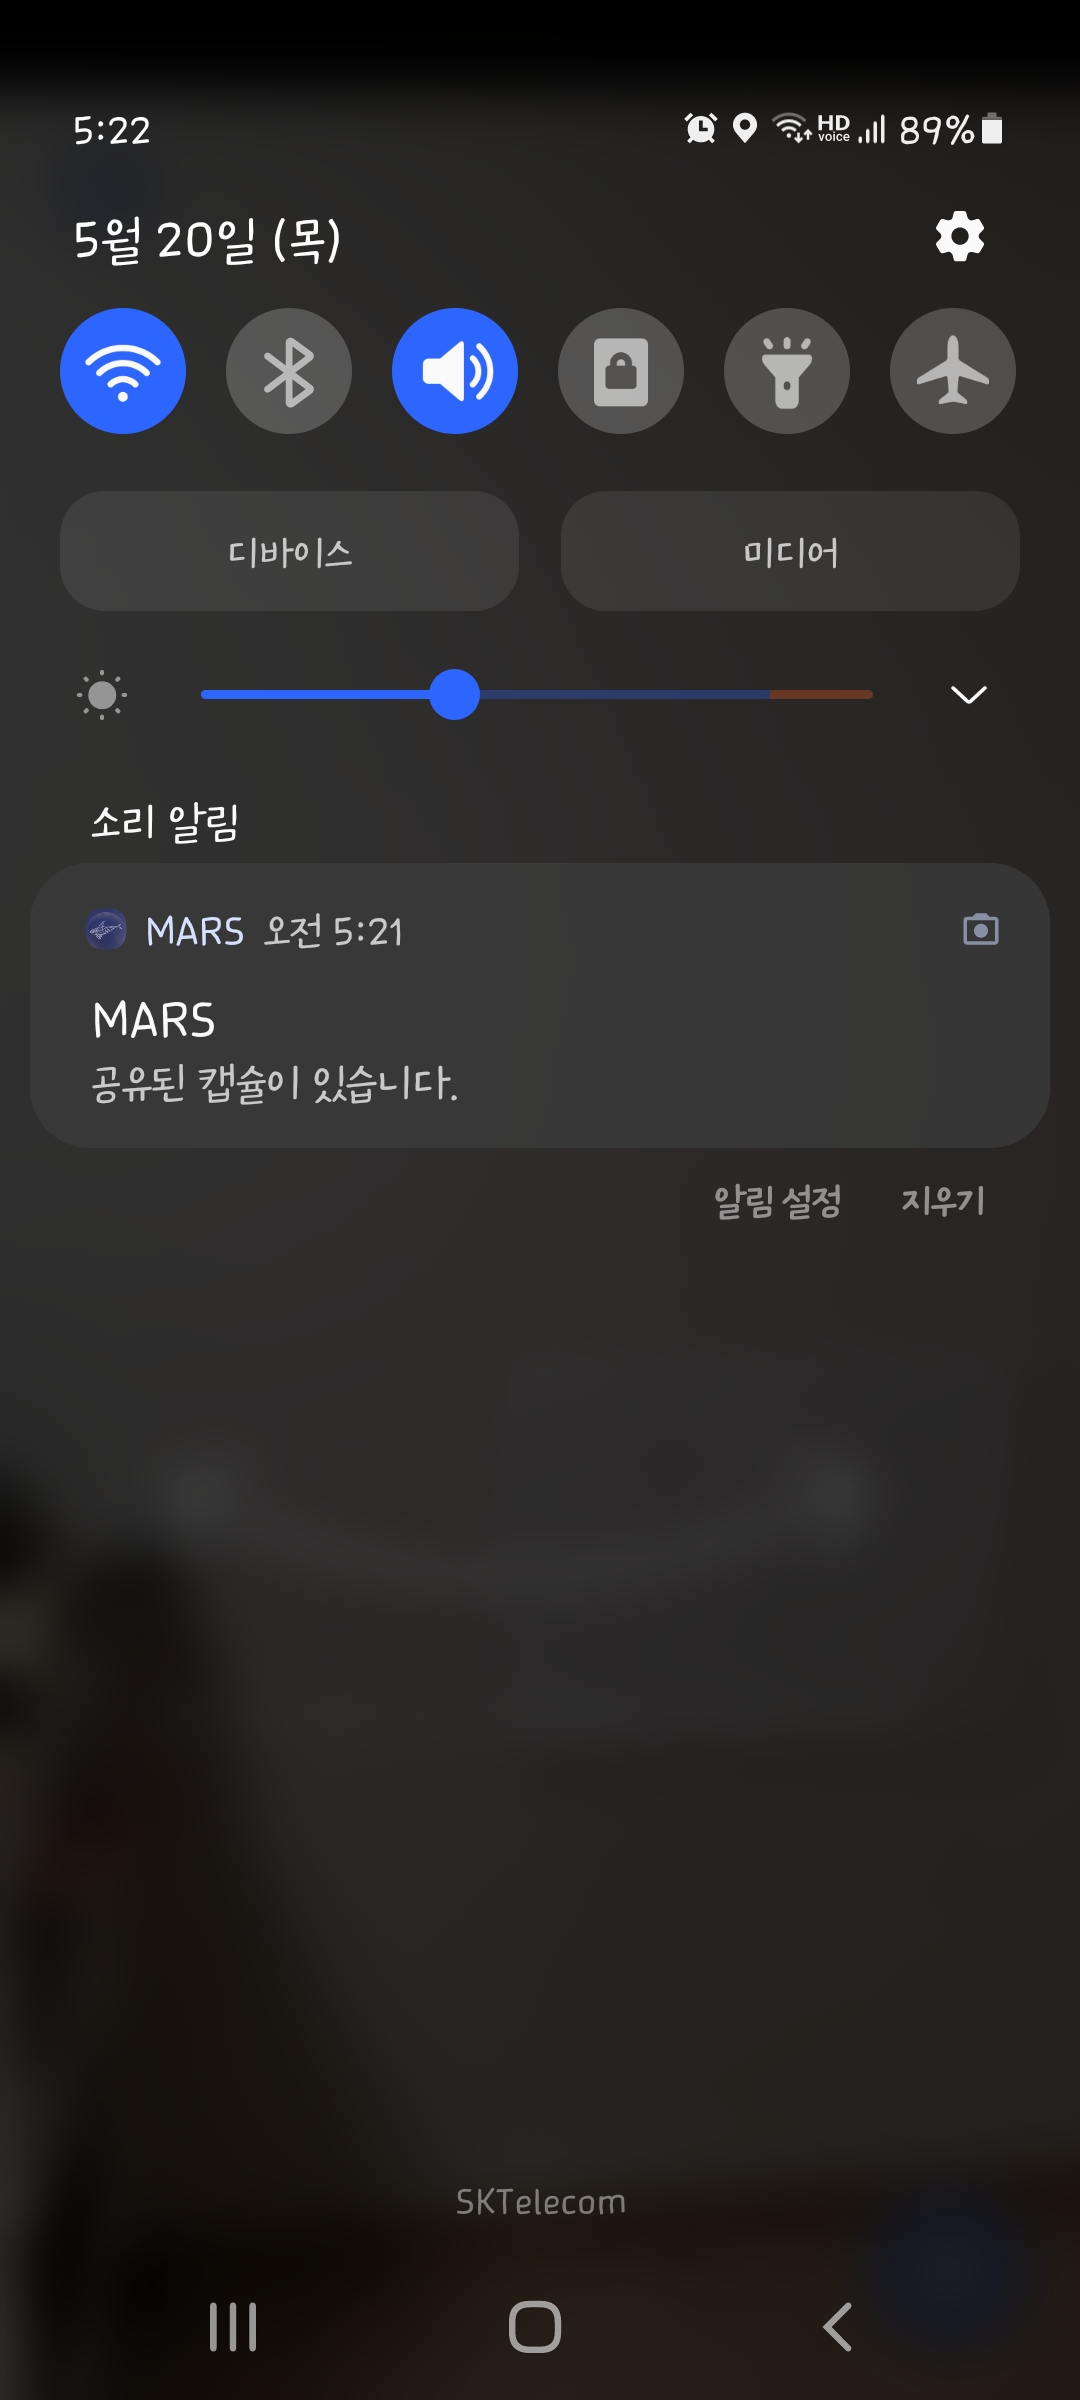 5:22 HD voice 89%
5월 20일 (목)
디바이스 미디어
소리 알림
MARS 오전 5:21
MARS
공유된 캡슐이 있습니다.
알림 설정 지우기
SKTelecom